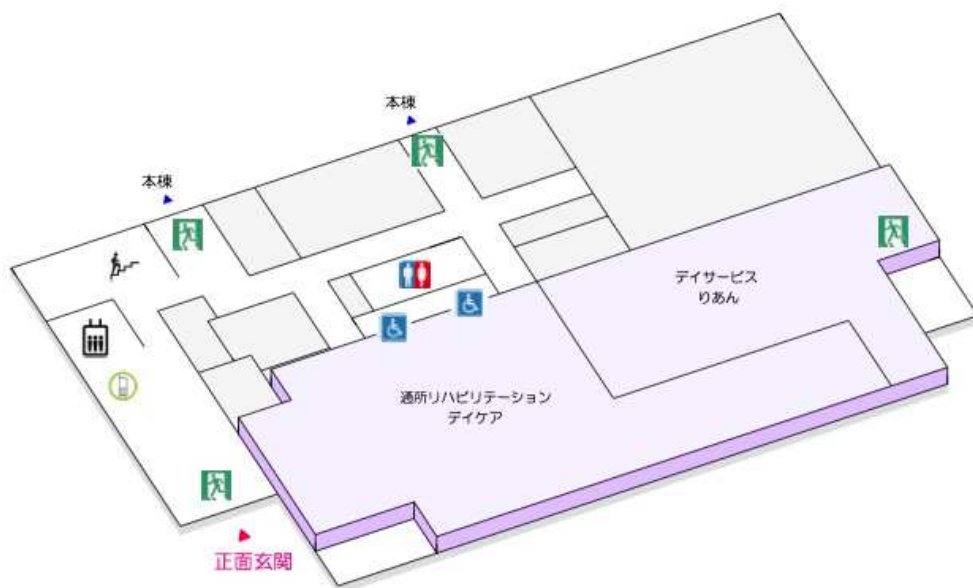 本棟
本棟
デイサービス
りあん
通所リハビリテーション
デイケア
正面玄関